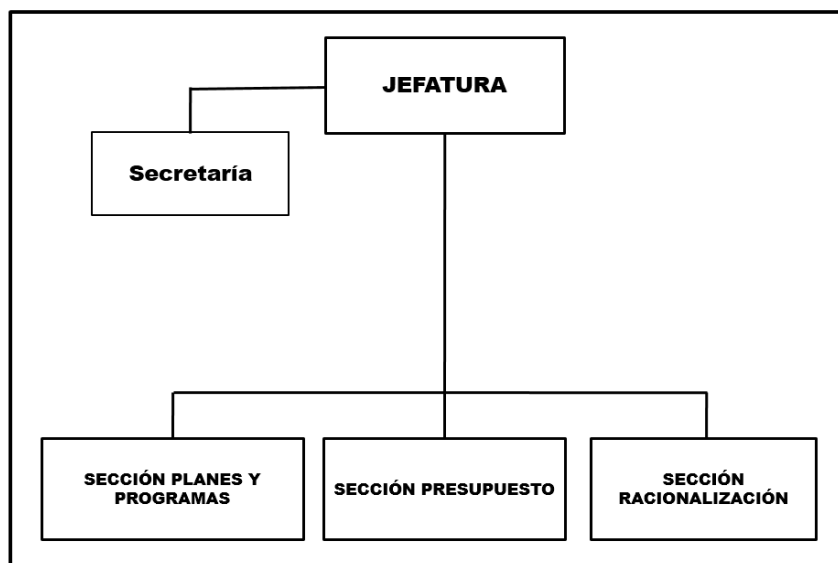 JEFATURA
Secretaría
SECCIÓN PLANES Y
PROGRAMAS
SECCIÓN PRESUPUESTO
SECCIÓN
RACIONALIZACIÓN